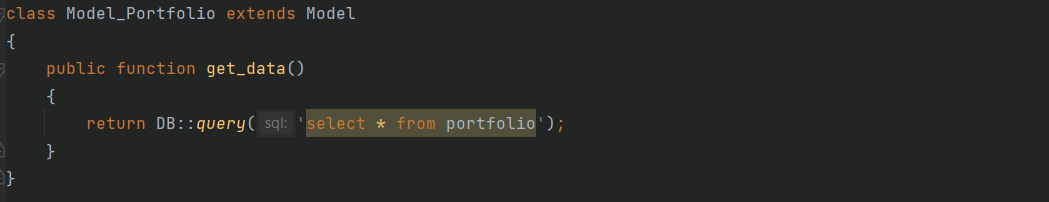 class Model_Portfolio extends Model
{
    public function get_data()
    {
        return DB::query( sql: 'select * from portfolio');
    }
}